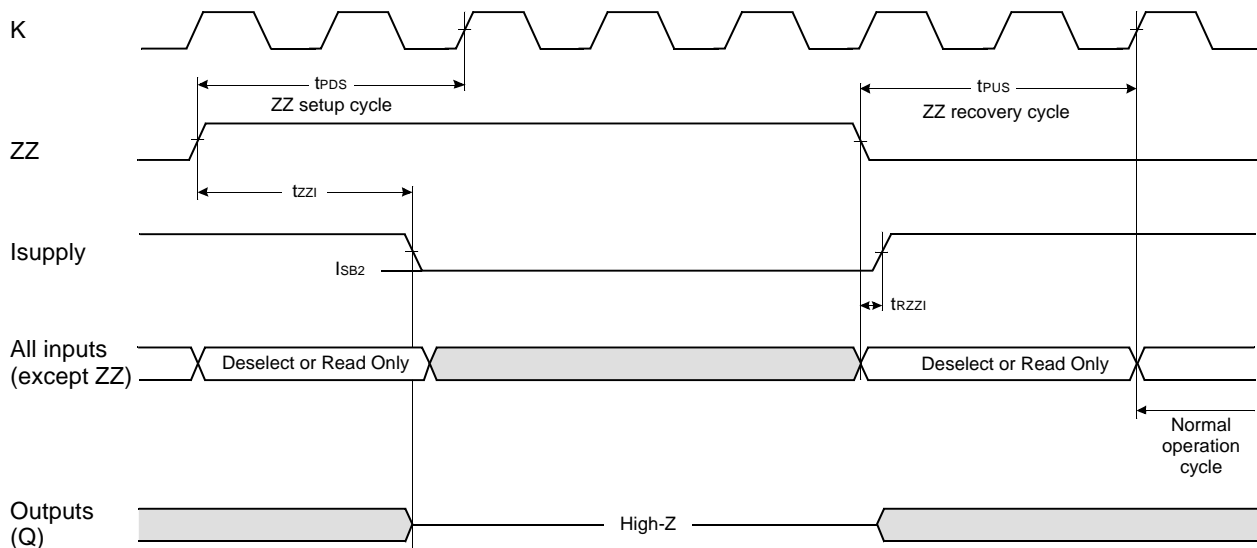 K
tPDS
ZZ setup cycle
tPUS
ZZ recovery cycle
ZZ
tZZI
Isupply
ISB2
tRZZI
All inputs
(except ZZ)
Deselect or Read Only
Deselect or Read Only
Normal
operation
cycle
Outputs
(Q)
High-Z